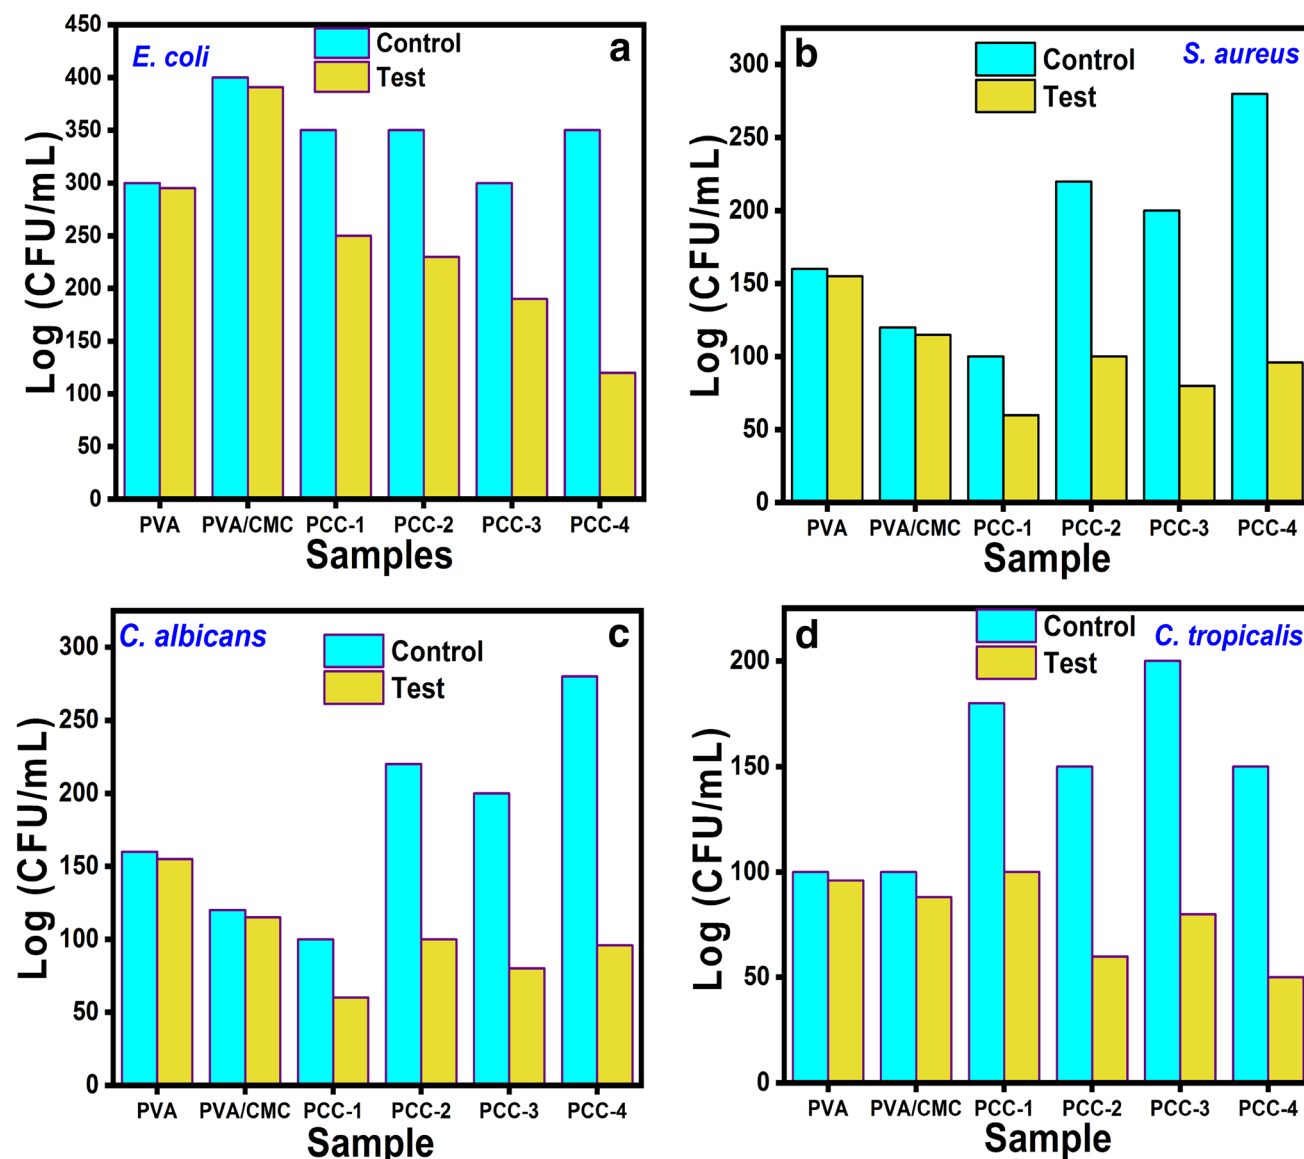 a
E. coli
Control
Test
Log (CFU/mL)
450
400
350
300
250
200
150
100
50
0
PVA PVA/CMC PCC-1 PCC-2 PCC-3 PCC-4
Samples
b
S. aureus
Control
Test
Log (CFU/mL)
300
250
200
150
100
50
0
PVA PVA/CMC PCC-1 PCC-2 PCC-3 PCC-4
Sample
c
C. albicans
Control
Test
Log (CFU/mL)
300
250
200
150
100
50
0
PVA PVA/CMC PCC-1 PCC-2 PCC-3 PCC-4
Sample
d
C. tropicalis
Control
Test
Log (CFU/mL)
200
150
100
50
0
PVA PVA/CMC PCC-1 PCC-2 PCC-3 PCC-4
Sample